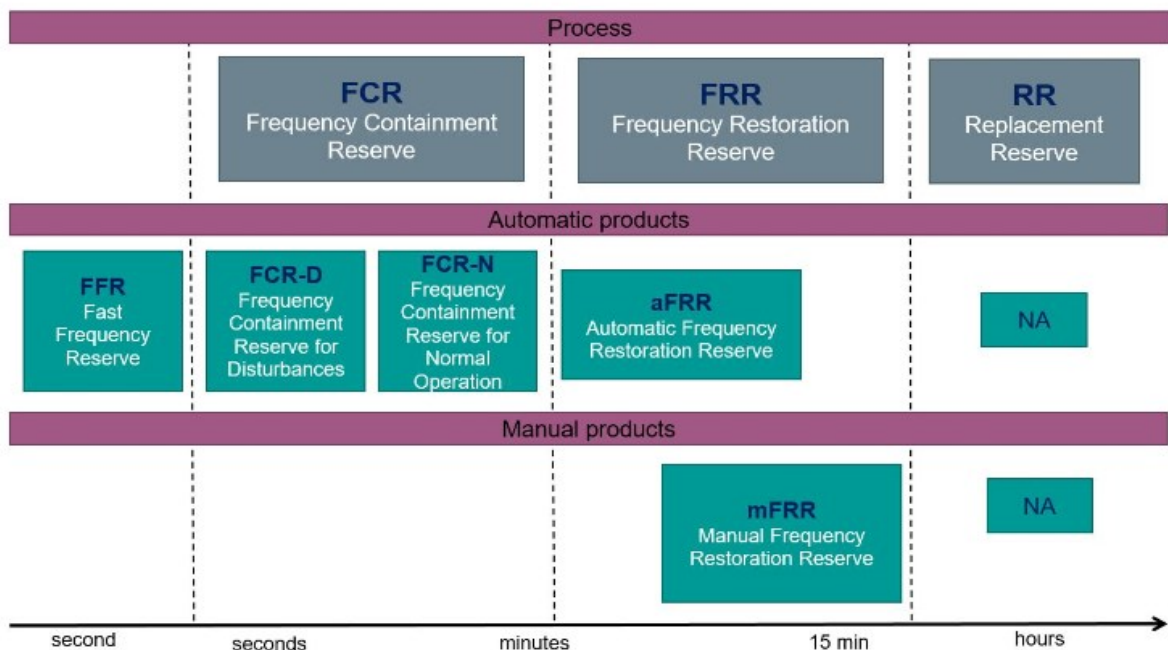 Process
FCR
Frequency Containment
Reserve
FRR
Frequency Restoration
Reserve
RR
Replacement
Reserve
Automatic products
FFR
Fast
Frequency
Reserve
FCR-D
Frequency
Containment
Reserve for
Disturbances
FCR-N
Frequency
Containment
Reserve for
Normal
Operation
aFRR
Automatic Frequency
Restoration Reserve
NA
Manual products
mFRR
Manual Frequency
Restoration Reserve
NA
second
seconds
minutes
15 min
hours